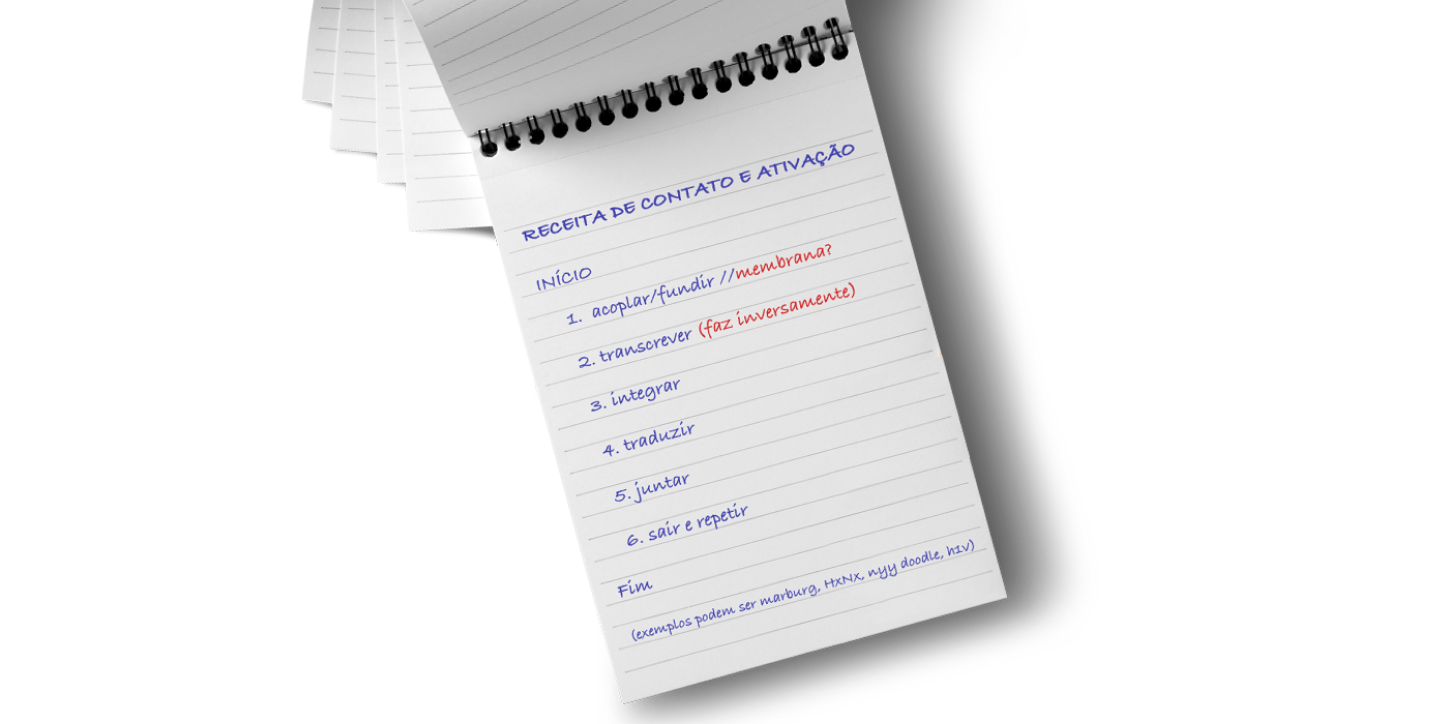 RECEITA DE CONTATO E ATIVAÇÃO
INÍCIO
1. acoplar/fundir //membrana?
2. transcrever (faz inversamente)
3. integrar
4. traduzir
5. juntar
6. sair e repetir
Fim
(exemplos podem ser marburg, HxNx, nyy doodle, h1v)